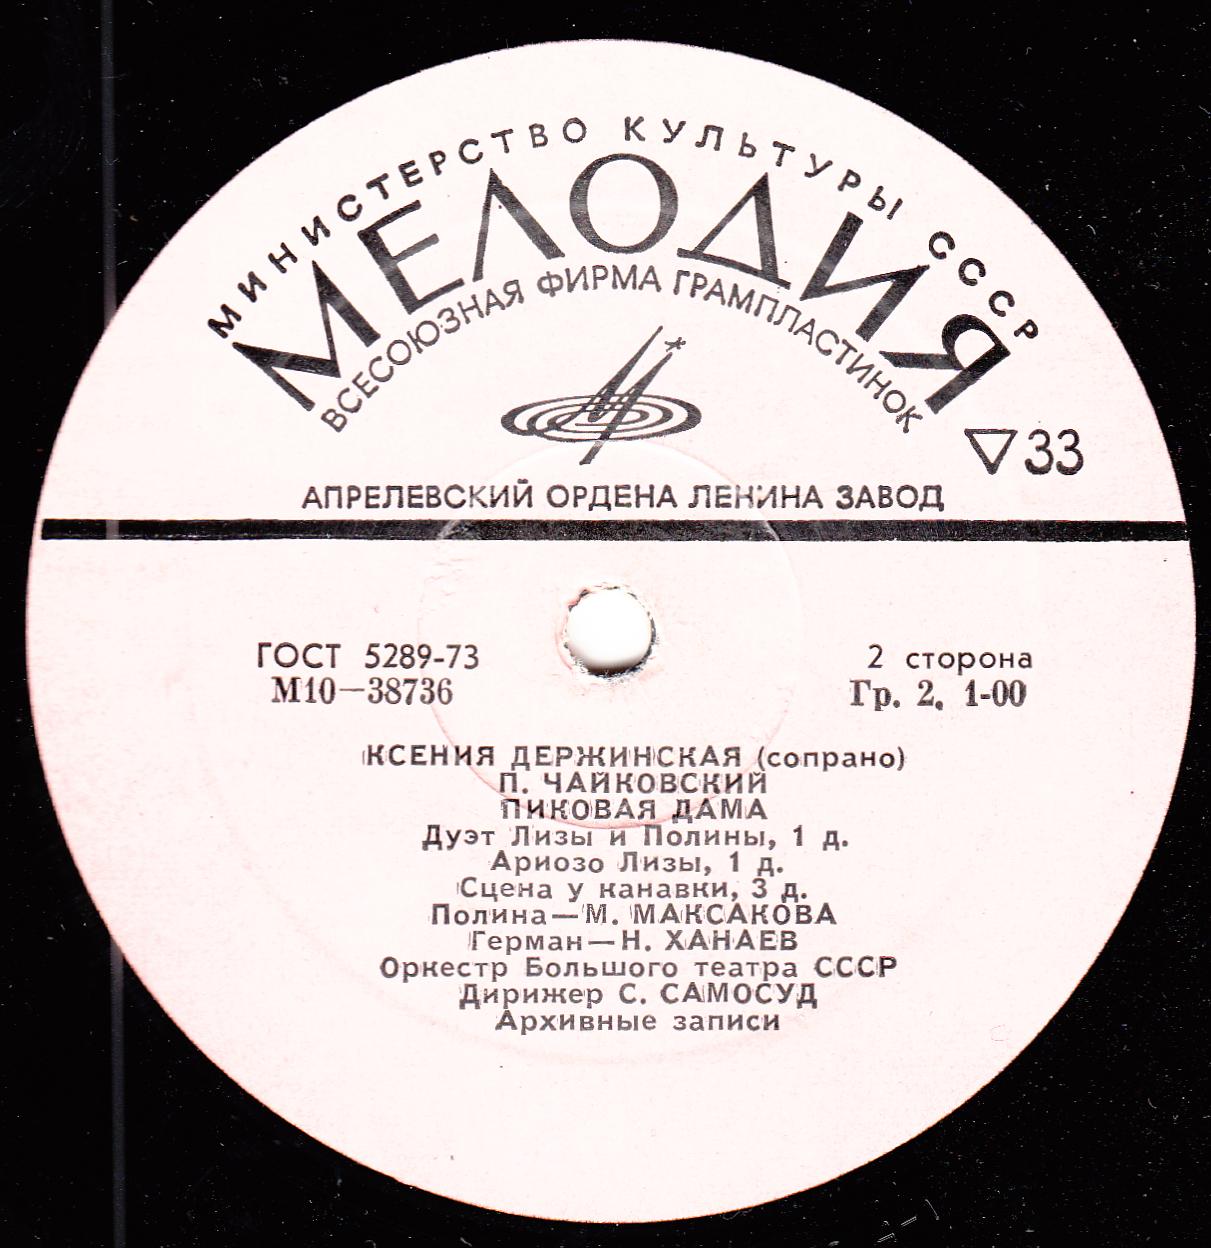 МИНИСТЕРСТВО КУЛЬТУРЫ СССР
МЕЛОДИЯ
ВСЕСОЮЗНАЯ ФИРМА ГРАМПЛАСТИНОК
33
АПРЕЛЕВСКИЙ ОРДЕНА ЛЕНИНА ЗАВОД
ГОСТ 5289-73
М10—38736
2 сторона
Гр. 2. 1-00
КСЕНИЯ ДЕРЖИНСКАЯ (сопрано)
П. ЧАЙКОВСКИЙ
ПИКОВАЯ ДАМА
Дуэт Лизы и Полины, 1 д.
Ариозо Лизы, 1 д.
Сцена у канавки, 3 д.
Полина—М. МАКСАКОВА
Герман—Н. ХАНАЕВ
Оркестр Большого театра СССР
Дирижер С. САМОСУД
Архивные записи